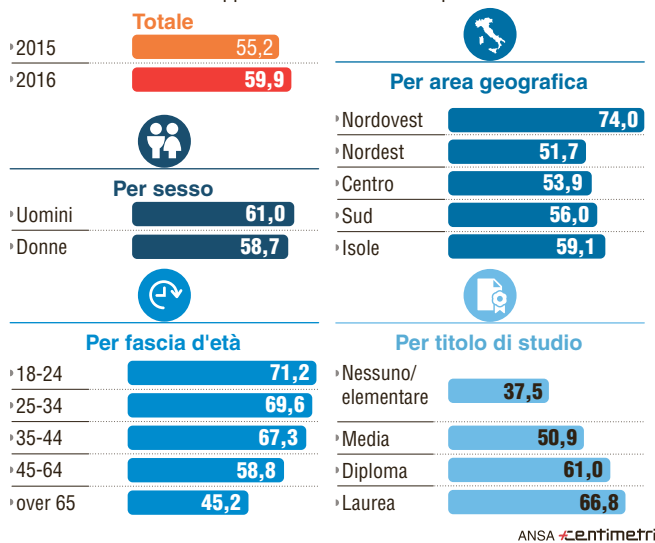 Totale
2015 55,2
2016 59,9
Per sesso
Uomini 61,0
Donne 58,7
Per fascia d'età
18-24 71,2
25-34 69,6
35-44 67,3
45-64 58,8
over 65 45,2
Per area geografica
Nordovest 74,0
Nordest 51,7
Centro 53,9
Sud 56,0
Isole 59,1
Per titolo di studio
Nessuno/
elementare 37,5
Media 50,9
Diploma 61,0
Laurea 66,8
ANSA centimetri